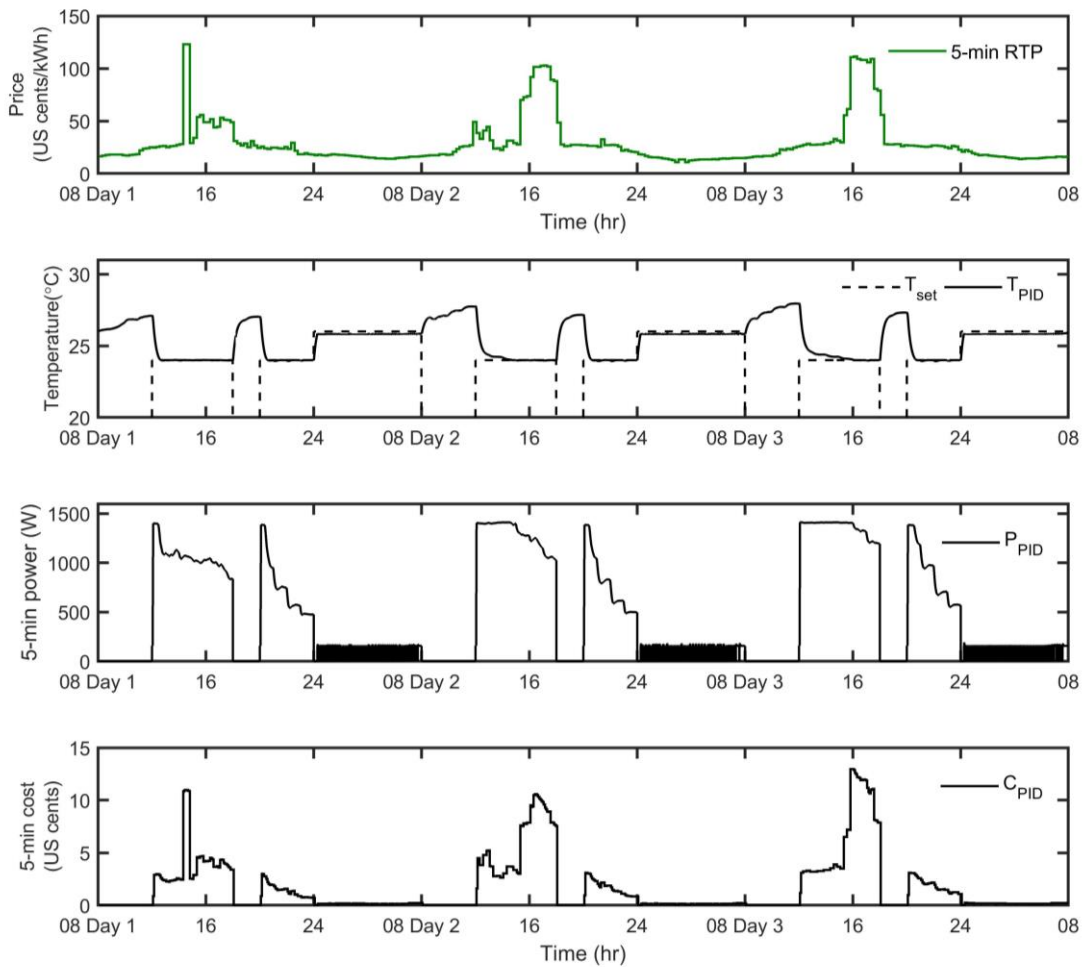 150
100
50
0
Price
(US cents/kWh)
5-min RTP
08 Day 1 16 24 08 Day 2 16 24 08 Day 3 16 24 08
Time (hr)
30
25
20
Temperature(°C)
T_set T_PID
08 Day 1 16 24 08 Day 2 16 24 08 Day 3 16 24 08
1500
1000
500
0
5-min power (W)
P_PID
08 Day 1 16 24 08 Day 2 16 24 08 Day 3 16 24 08
15
10
5
0
5-min cost
(US cents)
C_PID
08 Day 1 16 24 08 Day 2 16 24 08 Day 3 16 24 08
Time (hr)